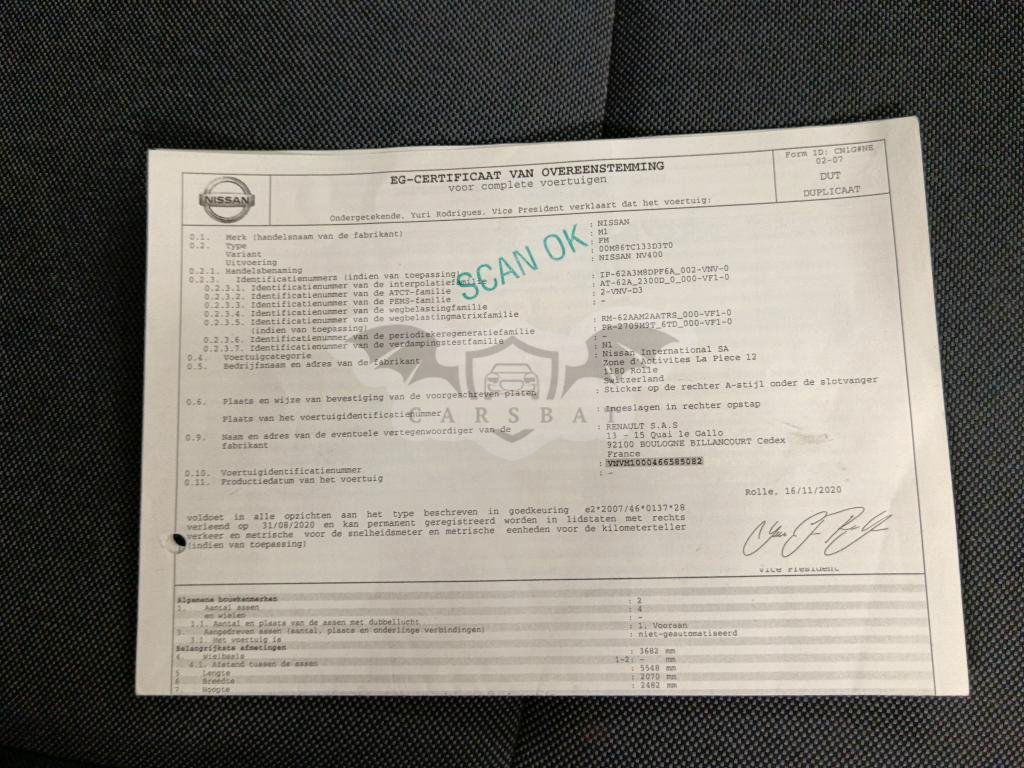 NISSAN
EG-CERTIFICAAT VAN OVEREENSTEMMING
voor complete voertuigen
Form ID: CN1G#NE
02-07
DUT
DUPLICAAT
Ondergetekende, Yuri Rodrigues, Vice President verklaart dat het voertuig:
0.1. Merk (handelsnaam van de fabrikant) : NISSAN
0.2. Type : M1
Variant : FM
Uitvoering : 00M86TC133D3T0
0.2.1. Handelsbenaming : NISSAN NV400
0.2.3. Identificatienummers (indien van toepassing)
0.2.3.1. Identificatienummer van de interpolatiefamilie : IP-62A3M8DPF6A_002-VNV-0
0.2.3.2. Identificatienummer van de ATCT-familie : AT-62A_2300D_0_000-VF1-0
0.2.3.3. Identificatienummer van de PEMS-familie : 2-VNV-D3
0.2.3.4. Identificatienummer van de wegbelastingfamilie : -
0.2.3.5. Identificatienummer van de wegbelastingmatrixfamilie
(indien van toepassing) : RM-62AAM2AATRS_000-VF1-0
0.2.3.6. Identificatienummer van de periodiekeregeneratiefamilie : PR-2709M9T_6TD_000-VF1-0
0.2.3.7. Identificatienummer van de verdampingstestfamilie : -
0.4. Voertuigcategorie : N1
0.5. Bedrijfsnaam en adres van de fabrikant : Nissan International SA
Zone d'Activites La Piece 12
1180 Rolle
Switzerland
0.6. Plaats en wijze van bevestiging van de voorgeschreven platen : Sticker op de rechter A-stijl onder de slotvanger
Plaats van het voertuigidentificatienummer : Ingeslagen in rechter opstap
0.9. Naam en adres van de eventuele vertegenwoordiger van de
fabrikant : RENAULT S.A.S
13 - 15 Quai le Gallo
92100 BOULOGNE BILLANCOURT Cedex
France
0.10. Voertuigidentificatienummer : VNVM1000466585082
0.11. Productiedatum van het voertuig : -
SCAN OK
CARSBAT
Rolle, 16/11/2020
voldoet in alle opzichten aan het type beschreven in goedkeuring e2*2007/46*0137*28
verleend op 31/08/2020 en kan permanent geregistreerd worden in lidstaten met rechts
verkeer en metrische voor de snelheidsmeter en metrische eenheden voor de kilometerteller
(indien van toepassing)
Vice President
Algemene bouwkenmerken
1. Aantal assen : 2
en wielen : 4
1.1. Aantal en plaats van de assen met dubbellucht : -
3. Aangedreven assen (aantal, plaats en onderlinge verbindingen) : 1, Vooraan
3.1. Het voertuig is : niet-geautomatiseerd
Belangrijkste afmetingen
4. Wielbasis : 3682 mm
4.1. Afstand tussen de assen 1-2: - mm
5 Lengte : 5548 mm
6 Breedte : 2070 mm
7. Hoogte : 2482 mm